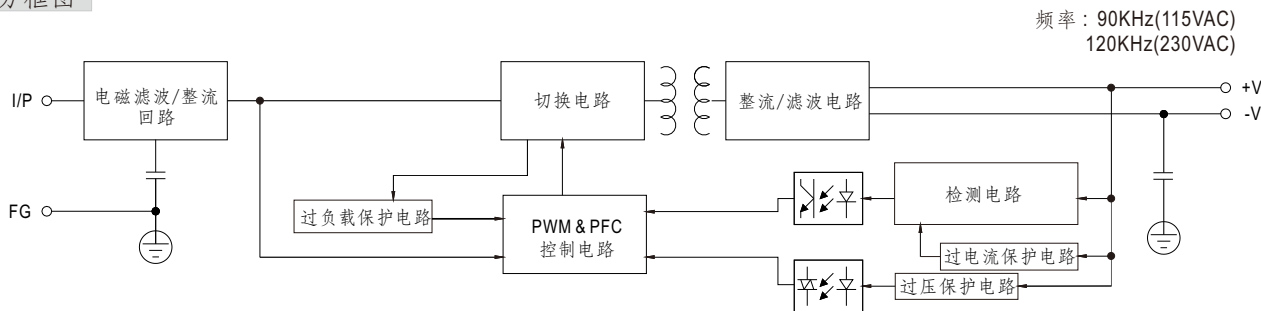 方框图
频率 : 90KHz(115VAC)
120KHz(230VAC)
I/P
电磁滤波/整流
回路
切换电路
整流/滤波电路
+V
-V
FG
过负载保护电路
PWM & PFC
控制电路
检测电路
过电流保护电路
过压保护电路